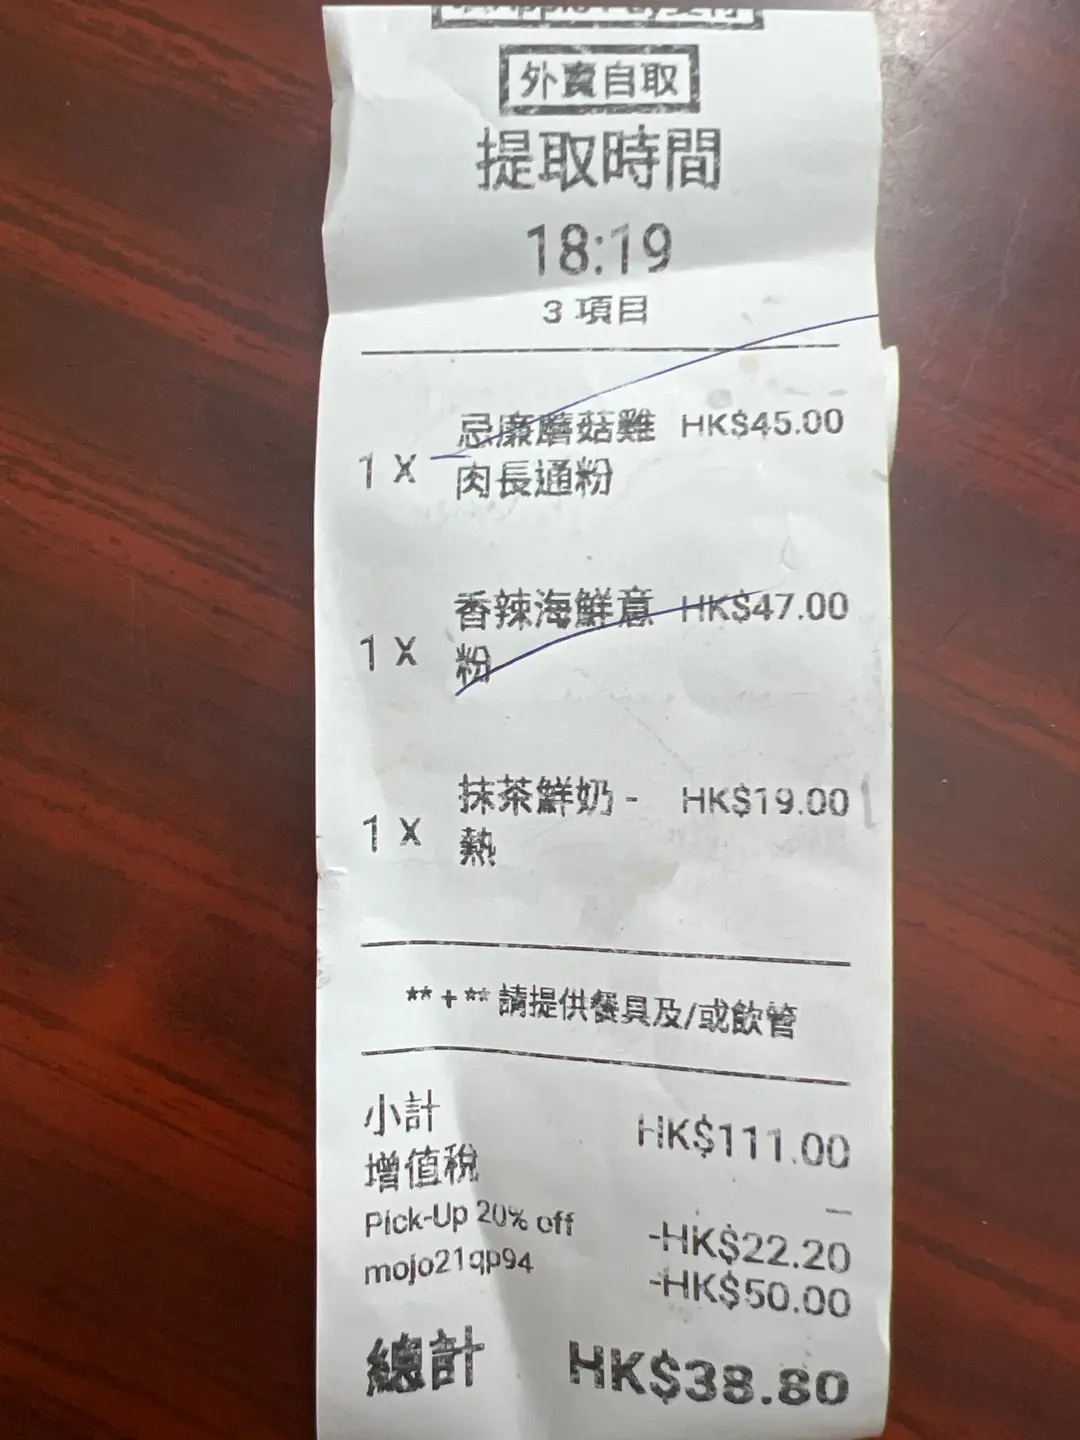 外賣自取
提取時間
18:19
3 項目
忌廉蘑菇雞 HK$45.00
1 X
肉長通粉
香辣海鮮意 HK$47.00
1 X
粉
抹茶鮮奶 - HK$19.00
1 X
熱
** + ** 請提供餐具及/或飲管
小計 HK$111.00
增值稅 –
Pick-Up 20% off -HK$22.20
mojo21qp94 -HK$50.00
總計 HK$38.80